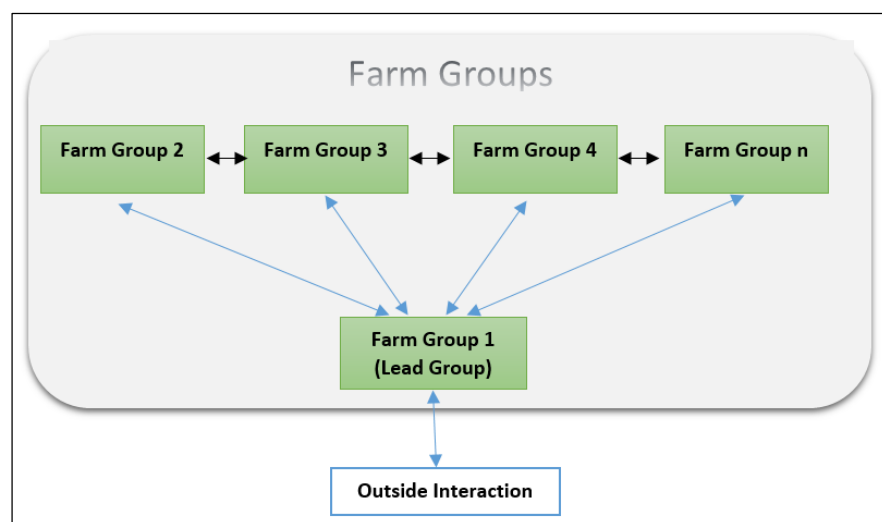 Farm Groups
Farm Group 2
Farm Group 3
Farm Group 4
Farm Group n
Farm Group 1
(Lead Group)
Outside Interaction